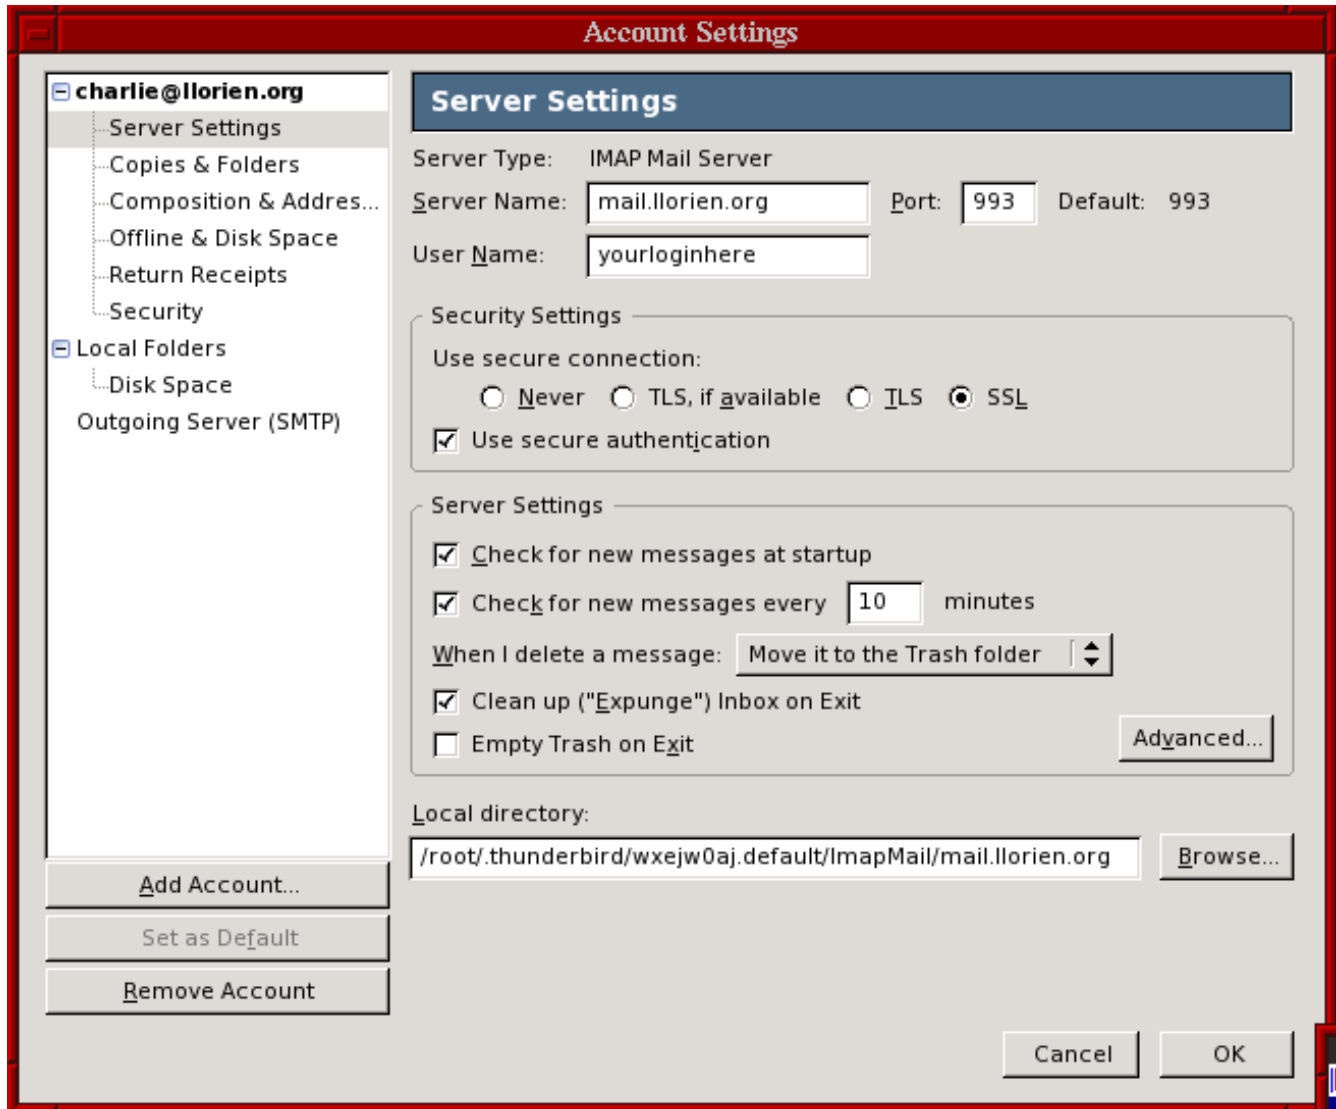 Account Settings
charlie@llorien.org
Server Settings
Copies & Folders
Composition & Addres...
Offline & Disk Space
Return Receipts
Security
Local Folders
Disk Space
Outgoing Server (SMTP)
Add Account...
Set as Default
Remove Account
Server Settings
Server Type: IMAP Mail Server
Server Name: mail.llorien.org Port: 993 Default: 993
User Name: yourloginhere
Security Settings
Use secure connection:
Never TLS, if available TLS SSL
Use secure authentication
Server Settings
Check for new messages at startup
Check for new messages every 10 minutes
When I delete a message: Move it to the Trash folder
Clean up ("Expunge") Inbox on Exit
Empty Trash on Exit
Advanced...
Local directory:
/root/.thunderbird/wxejw0aj.default/ImapMail/mail.llorien.org Browse...
Cancel OK